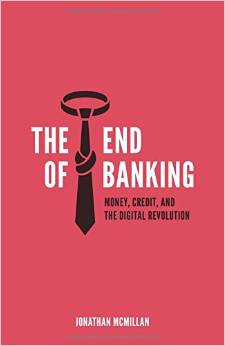 THE END
OF BANKING
MONEY, CREDIT, AND
THE DIGITAL REVOLUTION
JONATHAN MCMILLAN